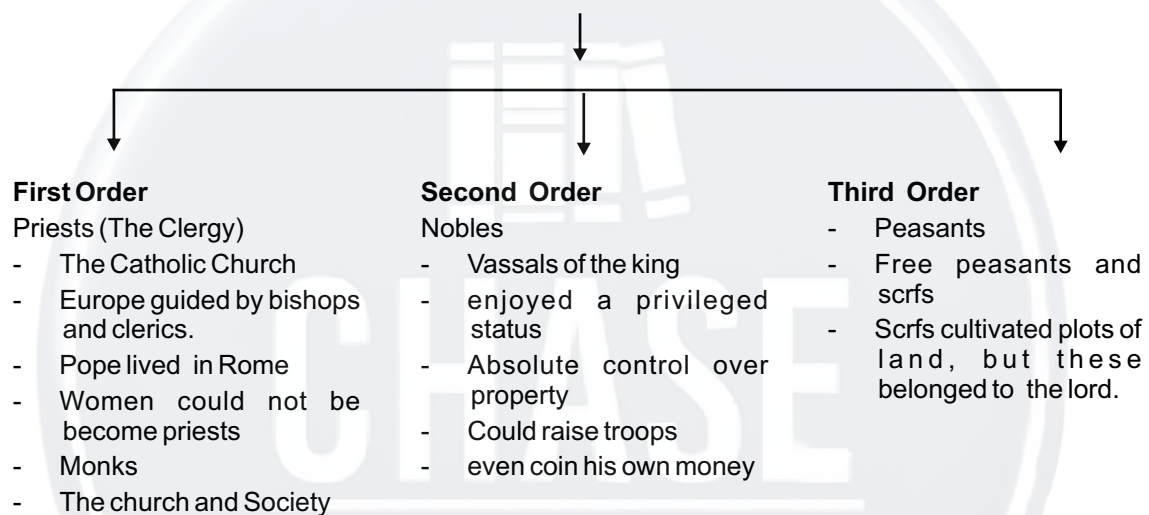 First Order
Priests (The Clergy)
- The Catholic Church
- Europe guided by bishops
and clerics.
- Pope lived in Rome
- Women could not be
become priests
- Monks
- The church and Society
Second Order
Nobles
- Vassals of the king
- enjoyed a privileged
status
- Absolute control over
property
- Could raise troops
- even coin his own money
Third Order
- Peasants
- Free peasants and
scrfs
- Scrfs cultivated plots of
land, but these
belonged to the lord.
CHASE